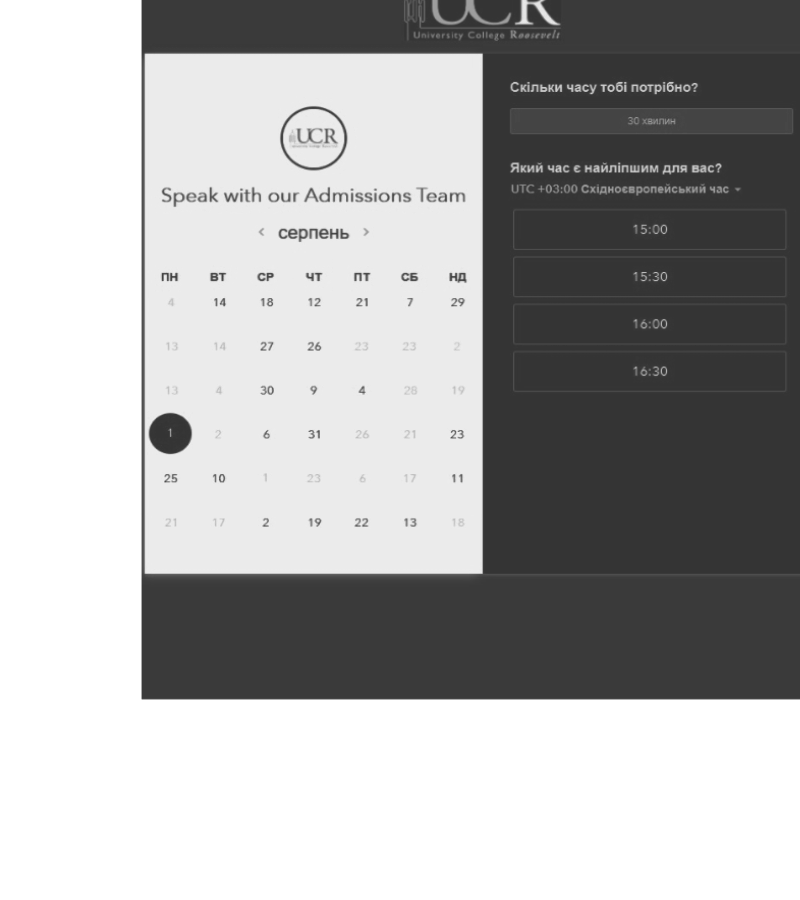 UCR
University College Roosevelt
UCR
Speak with our Admissions Team
‹ серпень ›
ПН ВТ СР ЧТ ПТ СБ НД
4 14 18 12 21 7 29
13 14 27 26 23 23 2
13 4 30 9 4 28 19
1 2 6 31 26 21 23
25 10 1 23 6 17 11
21 17 2 19 22 13 18
Скільки часу тобі потрібно?
30 хвилин
Який час є найліпшим для вас?
UTC +03:00 Східноєвропейський час
15:00
15:30
16:00
16:30